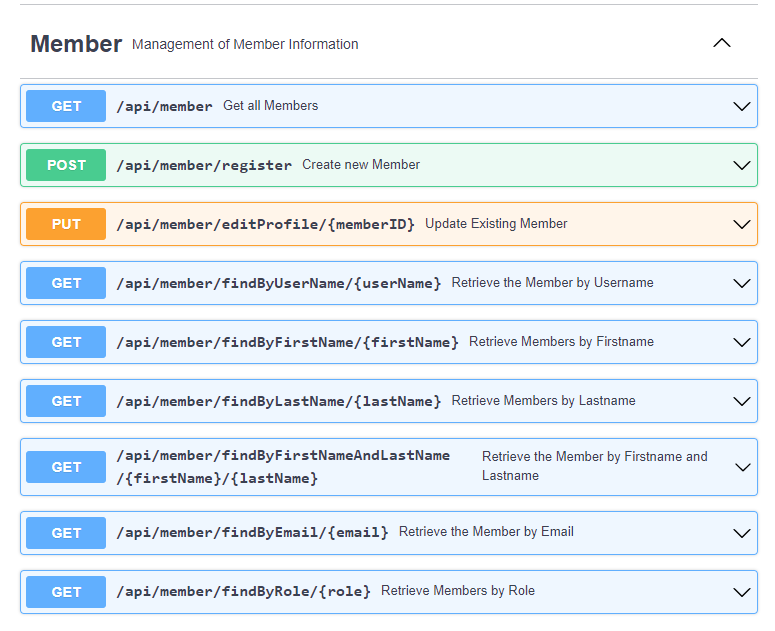 Member Management of Member Information
GET /api/member Get all Members
POST /api/member/register Create new Member
PUT /api/member/editProfile/{memberID} Update Existing Member
GET /api/member/findByUserName/{userName} Retrieve the Member by Username
GET /api/member/findByFirstName/{firstName} Retrieve Members by Firstname
GET /api/member/findByLastName/{lastName} Retrieve Members by Lastname
GET /api/member/findByFirstNameAndLastName
/{firstName}/{lastName} Retrieve the Member by Firstname and
Lastname
GET /api/member/findByEmail/{email} Retrieve the Member by Email
GET /api/member/findByRole/{role} Retrieve Members by Role